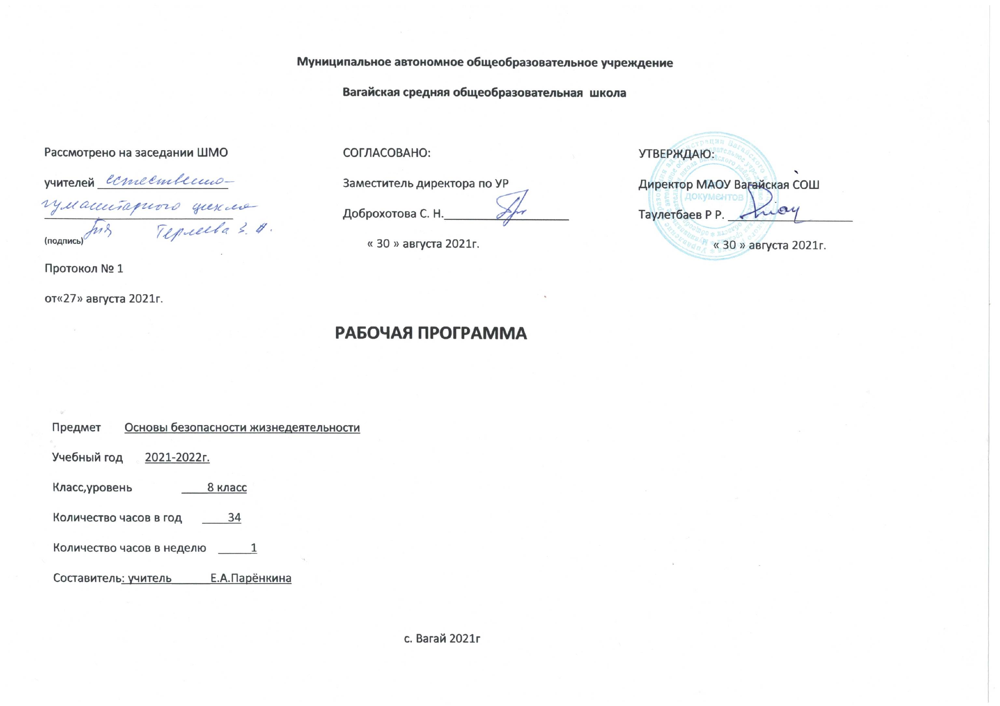 Муниципальное автономное общеобразовательное учреждение
Вагайская средняя общеобразовательная школа
Рассмотрено на заседании ШМО
учителей естественно-
гуманитарного цикла
(подпись) Терлеева З. А.
Протокол № 1
от«27» августа 2021г.
СОГЛАСОВАНО:
Заместитель директора по УР
Доброхотова С. Н.
« 30 » августа 2021г.
УТВЕРЖДАЮ:
Директор МАОУ Вагайская СОШ
Таулетбаев Р Р.
« 30 » августа 2021г.
документов
РАБОЧАЯ ПРОГРАММА
Предмет Основы безопасности жизнедеятельности
Учебный год 2021-2022г.
Класс,уровень 8 класс
Количество часов в год 34
Количество часов в неделю 1
Составитель: учитель Е.А.Парёнкина
с. Вагай 2021г